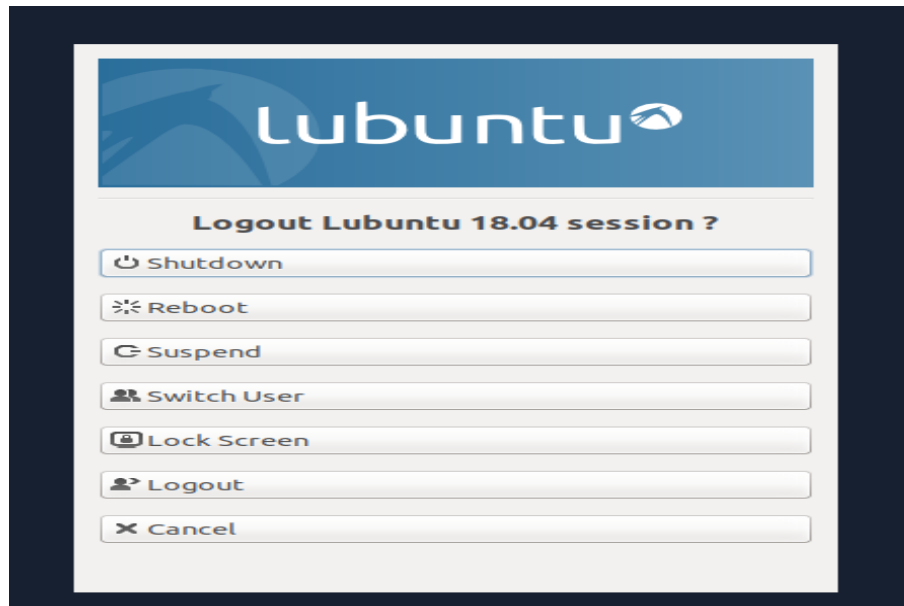 lubuntu
Logout Lubuntu 18.04 session ?
Shutdown
Reboot
Suspend
Switch User
Lock Screen
Logout
Cancel